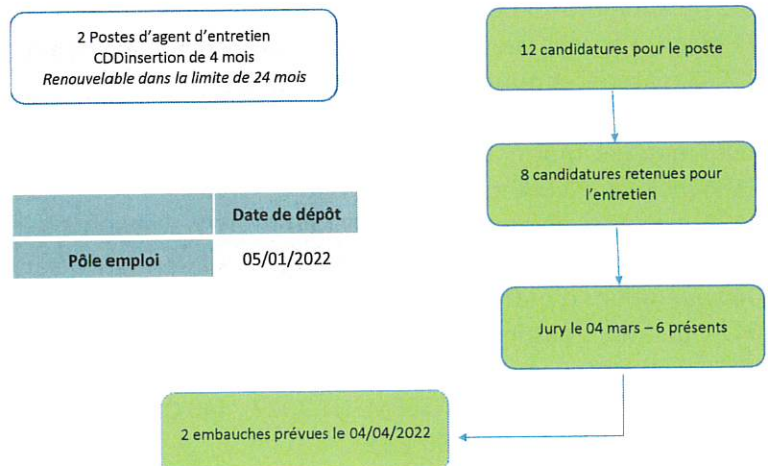 2 Postes d'agent d'entretien
CDDinsertion de 4 mois
Renouvelable dans la limite de 24 mois
12 candidatures pour le poste
8 candidatures retenues pour
l'entretien
Date de dépôt
Pôle emploi 05/01/2022
Jury le 04 mars – 6 présents
2 embauches prévues le 04/04/2022